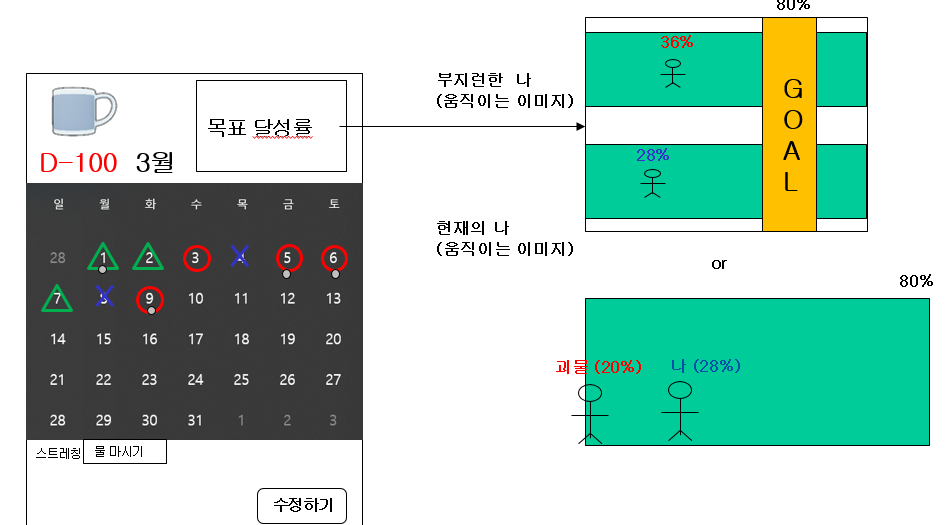 목표 달성률
D-100 3월
일 월 화 수 목 금 토
28 1 2 3 4 5 6
7 8 9 10 11 12 13
14 15 16 17 18 19 20
21 22 23 24 25 26 27
28 29 30 31 1 2 3
스트레칭 물 마시기
수정하기
부지런한 나
(움직이는 이미지)
현재의 나
(움직이는 이미지)
80%
36%
28%
GOAL
or
80%
괴물 (20%) 나 (28%)